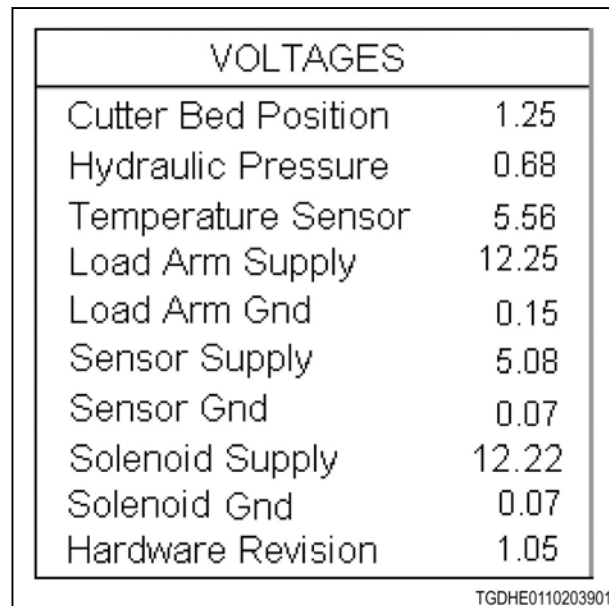 VOLTAGES
Cutter Bed Position 1.25
Hydraulic Pressure 0.68
Temperature Sensor 5.56
Load Arm Supply 12.25
Load Arm Gnd 0.15
Sensor Supply 5.08
Sensor Gnd 0.07
Solenoid Supply 12.22
Solenoid Gnd 0.07
Hardware Revision 1.05
TGDHE0110203901